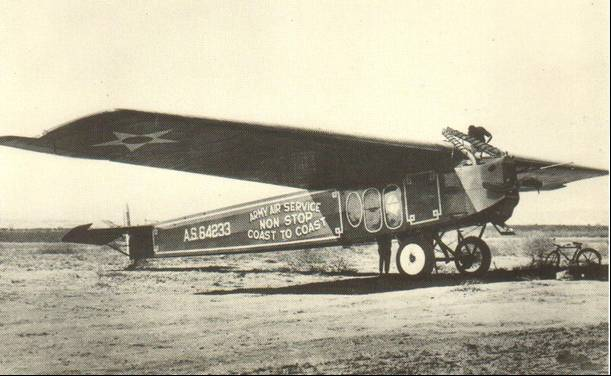 A.S. 64233
ARMY AIR SERVICE
NON STOP
COAST TO COAST